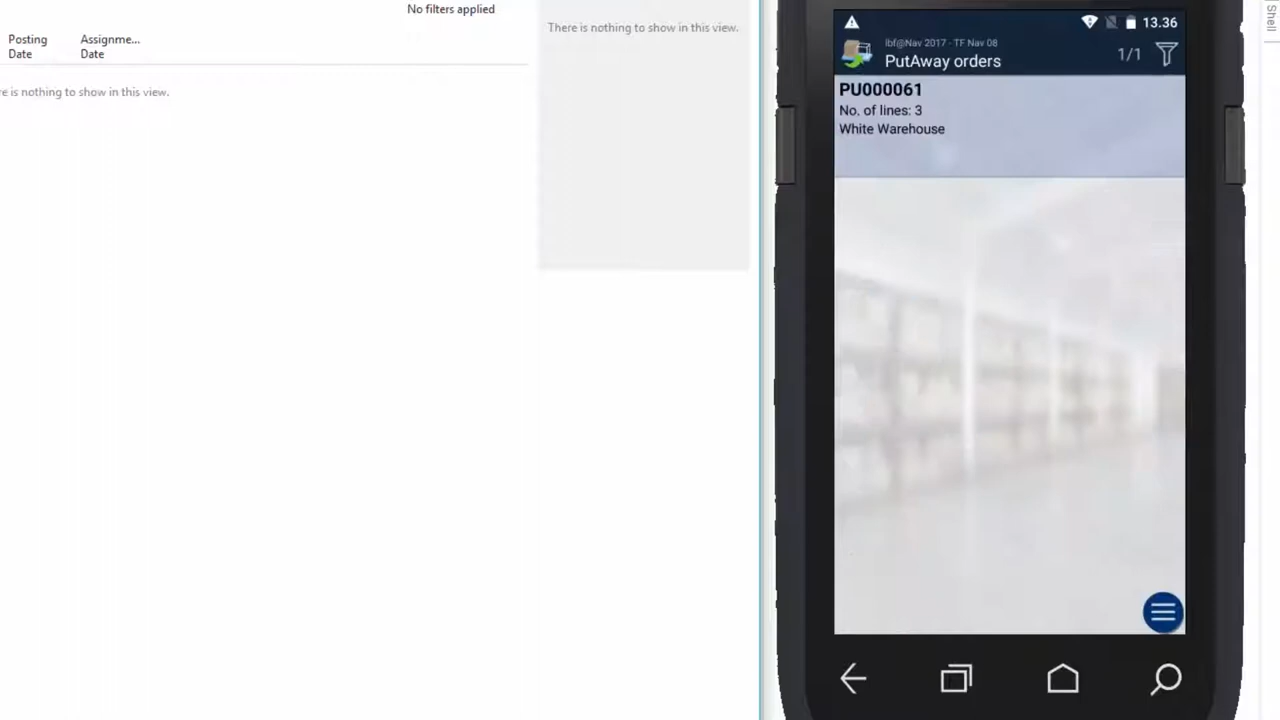 No filters applied
Posting
Date
Assignme...
Date
e is nothing to show in this view.
There is nothing to show in this view.
13.36
lbf@Nav 2017 - TF Nav 08
PutAway orders
1/1
PU000061
No. of lines: 3
White Warehouse
Shell